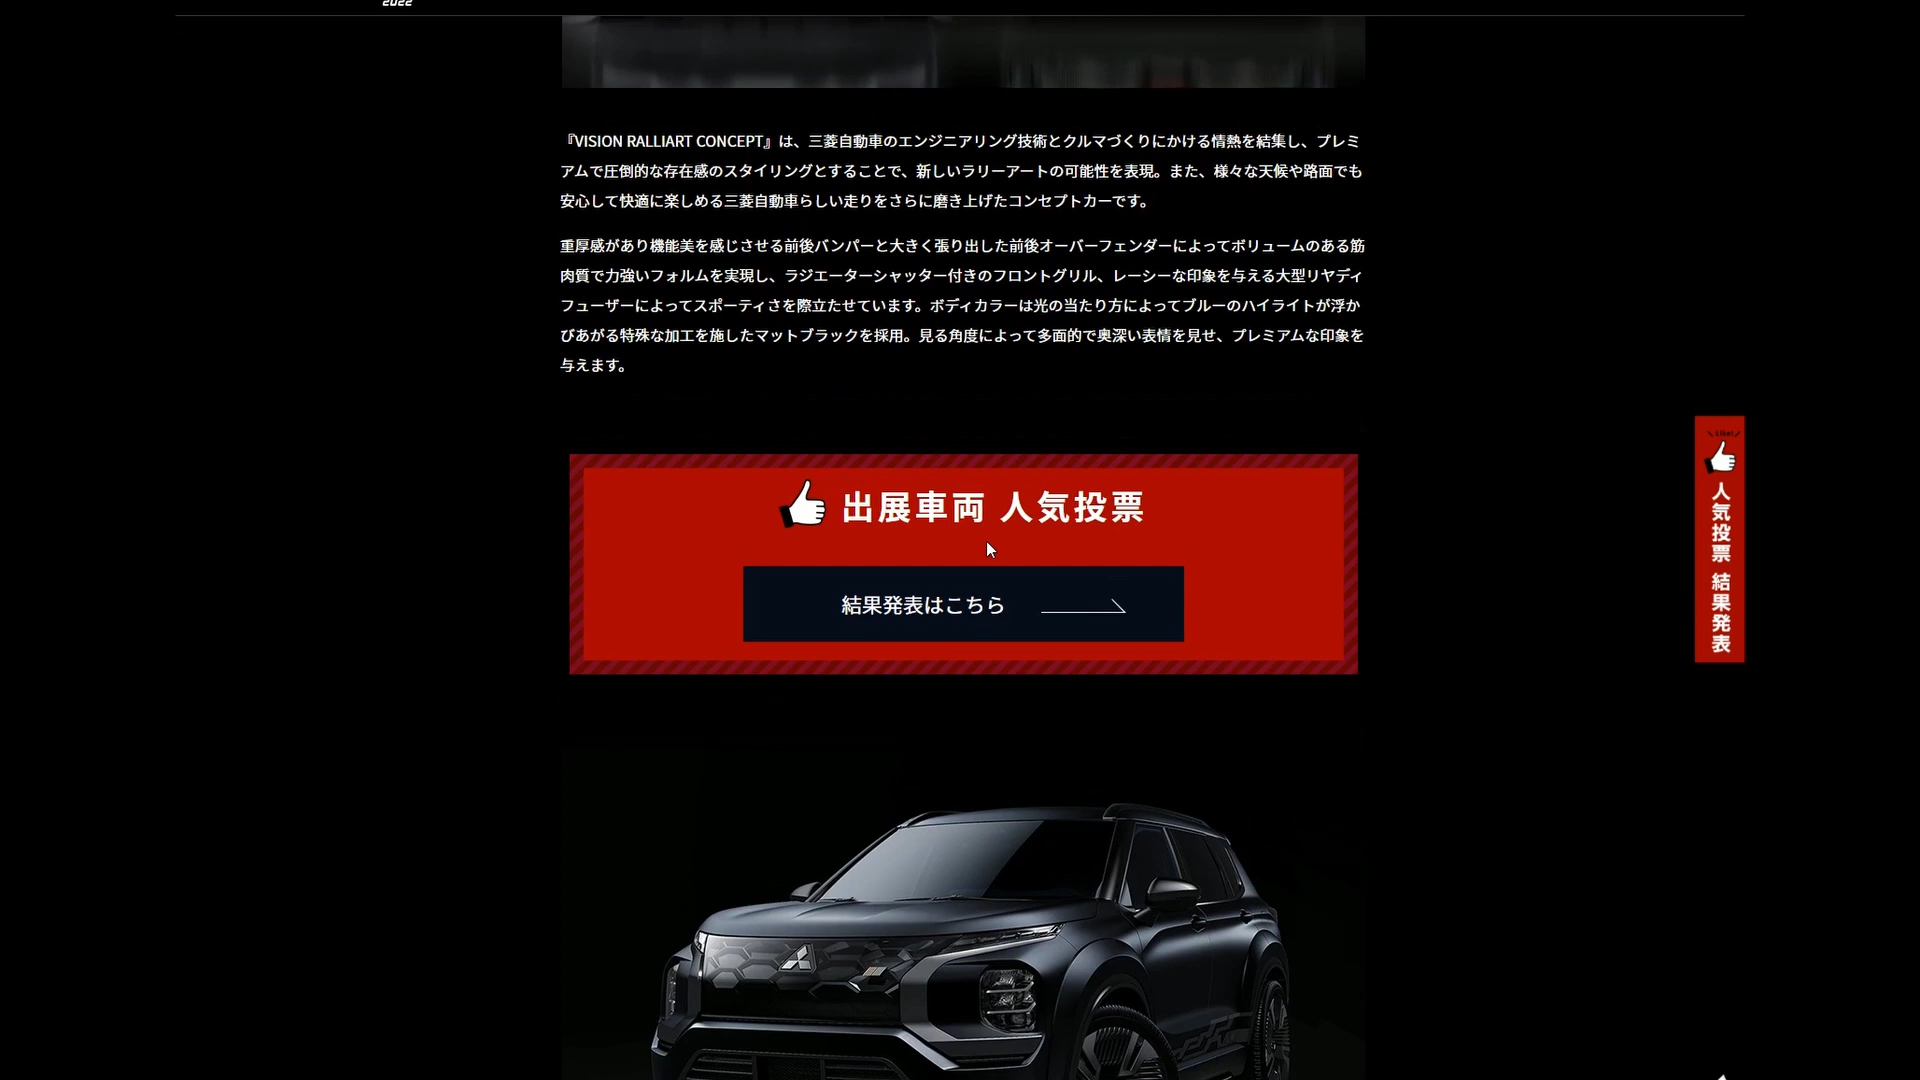 2022
『VISION RALLIART CONCEPT』は、三菱自動車のエンジニアリング技術とクルマづくりにかける情熱を結集し、プレミ
アムで圧倒的な存在感のスタイリングとすることで、新しいラリーアートの可能性を表現。また、様々な天候や路面でも
安心して快適に楽しめる三菱自動車らしい走りをさらに磨き上げたコンセプトカーです。
重厚感があり機能美を感じさせる前後バンパーと大きく張り出した前後オーバーフェンダーによってボリュームのある筋
肉質で力強いフォルムを実現し、ラジエーターシャッター付きのフロントグリル、レーシーな印象を与える大型リヤディ
フューザーによってスポーティさを際立たせています。ボディカラーは光の当たり方によってブルーのハイライトが浮か
びあがる特殊な加工を施したマットブラックを採用。見る角度によって多面的で奥深い表情を見せ、プレミアムな印象を
与えます。
出展車両 人気投票
結果発表はこちら
人気投票 結果発表